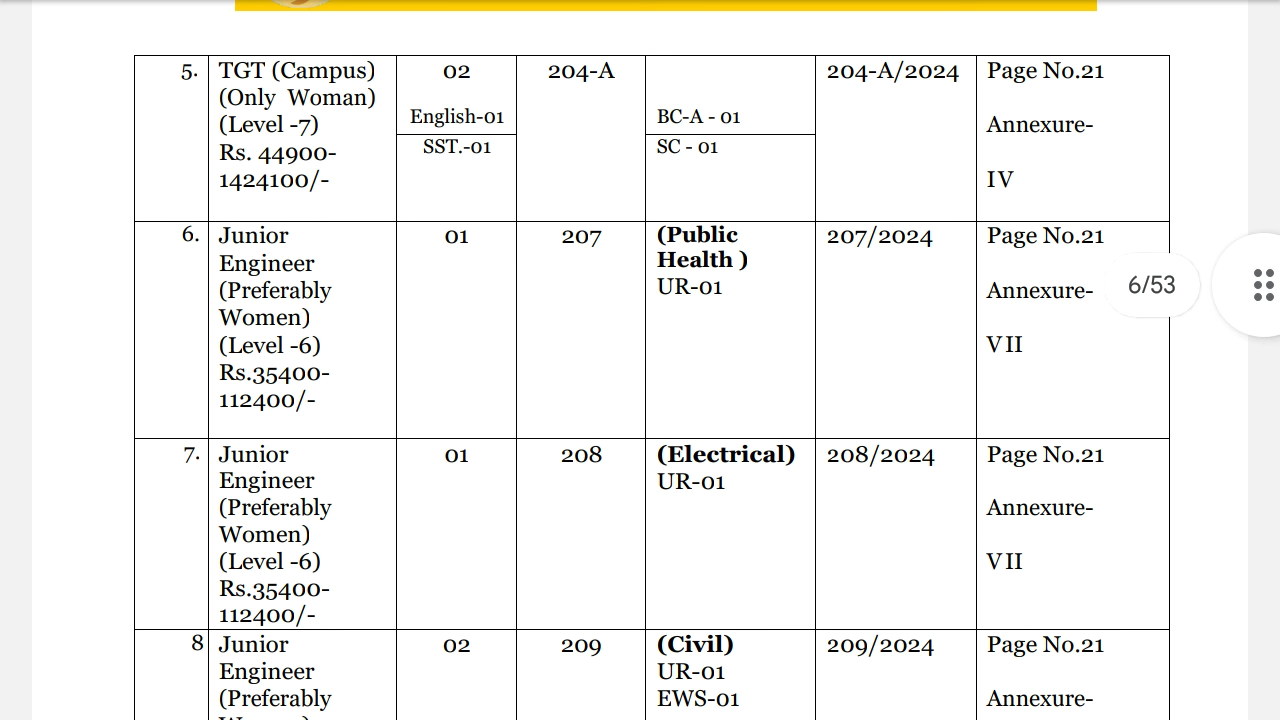 5.
TGT (Campus)
(Only Woman)
(Level -7)
Rs. 44900-
1424100/-
02
English-01
SST.-01
204-A
BC-A - 01
SC - 01
204-A/2024
Page No.21
Annexure-
IV
6.
Junior
Engineer
(Preferably
Women)
(Level -6)
Rs.35400-
112400/-
01
207
(Public
Health )
UR-01
207/2024
Page No.21
Annexure-
VII
6/53
7.
Junior
Engineer
(Preferably
Women)
(Level -6)
Rs.35400-
112400/-
01
208
(Electrical)
UR-01
208/2024
Page No.21
Annexure-
VII
8
Junior
Engineer
(Preferably
02
209
(Civil)
UR-01
EWS-01
209/2024
Page No.21
Annexure-